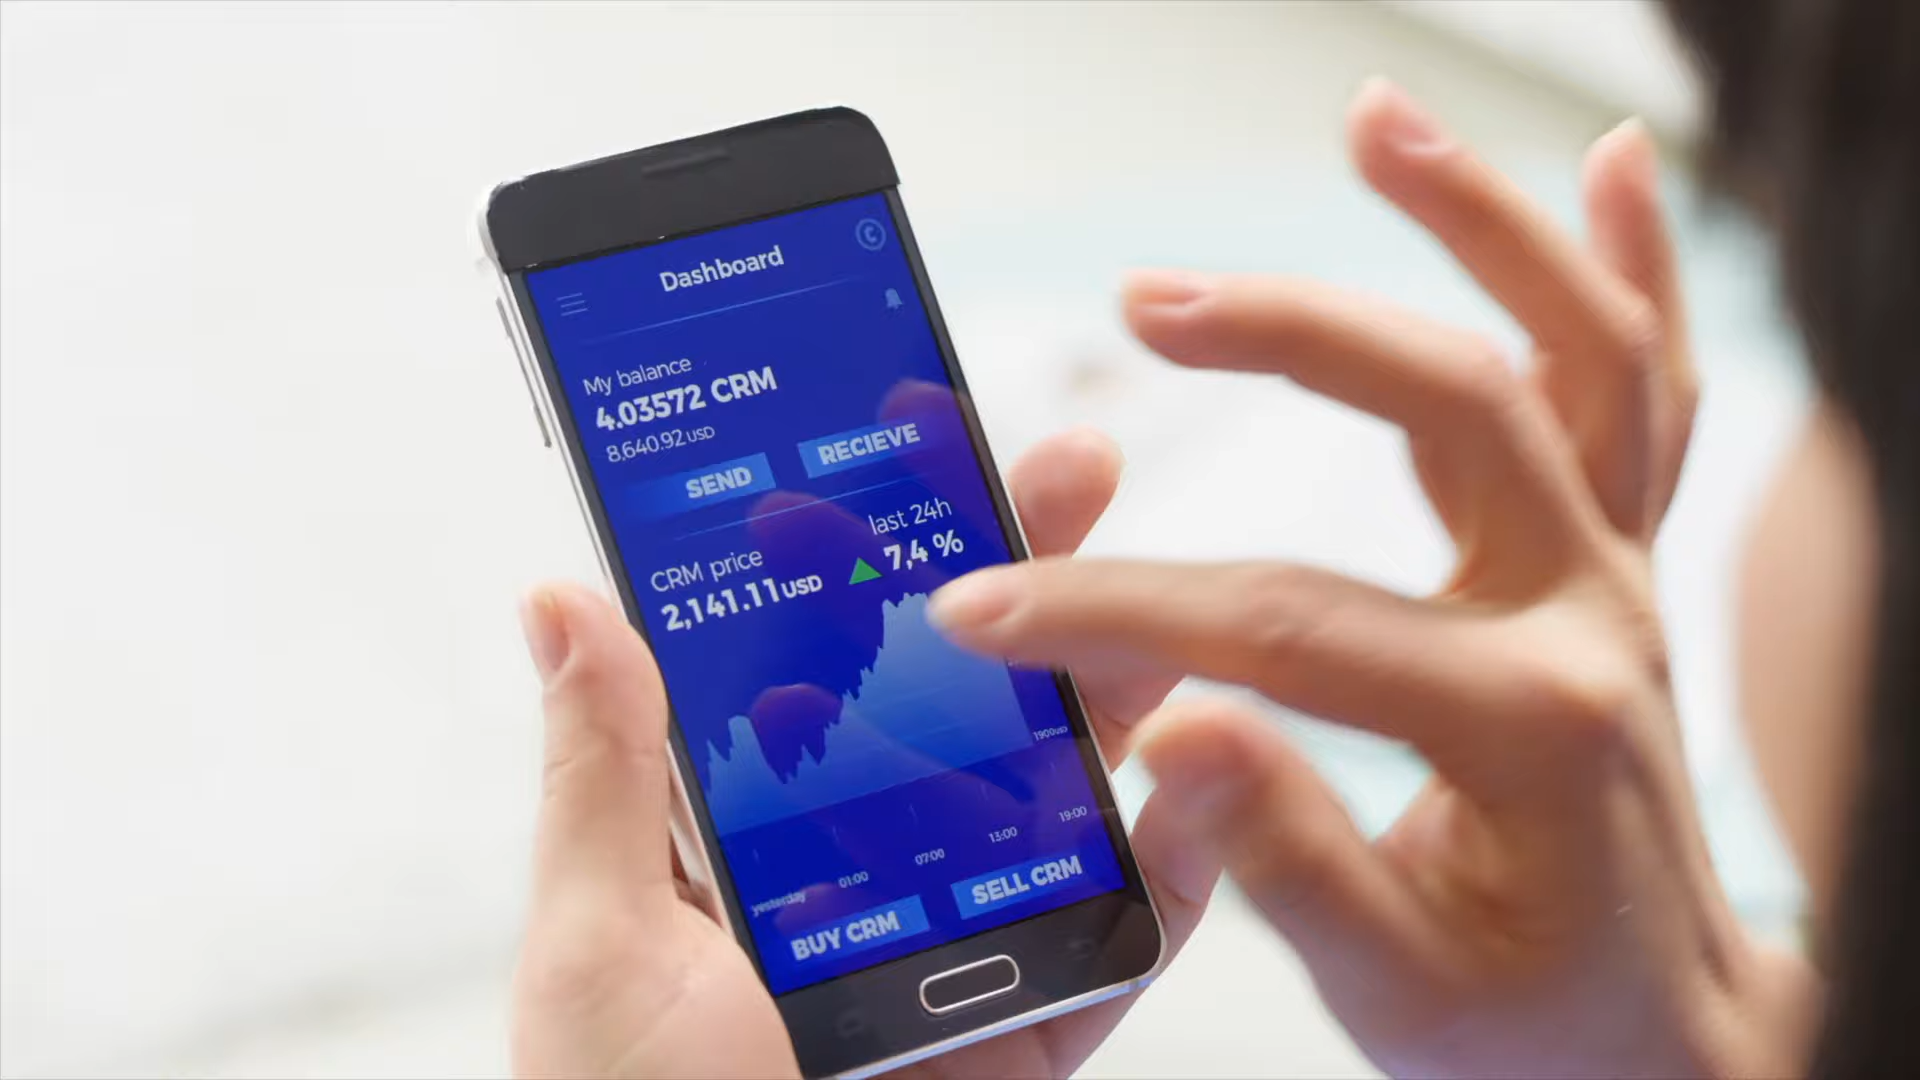 Dashboard
My balance
4.03572 CRM
8,640.92 USD
SEND
RECIEVE
CRM price
2,141.11 USD
last 24h
7,4 %
1900USD
yesterday
01:00
07:00
13:00
19:00
BUY CRM
SELL CRM